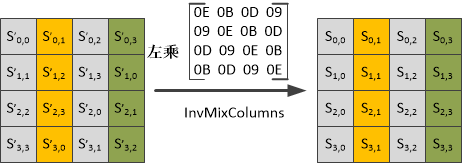 S'0,0 S'0,1 S'0,2 S'0,3
S'1,1 S'1,2 S'1,3 S'1,0
S'2,2 S'2,3 S'2,0 S'2,1
S'3,3 S'3,0 S'3,1 S'3,2
左乘
0E 0B 0D 09
09 0E 0B 0D
0D 09 0E 0B
0B 0D 09 0E
InvMixColumns
S0,0 S0,1 S0,2 S0,3
S1,0 S1,1 S1,2 S1,3
S2,0 S2,1 S2,2 S2,3
S3,0 S3,1 S3,2 S3,3